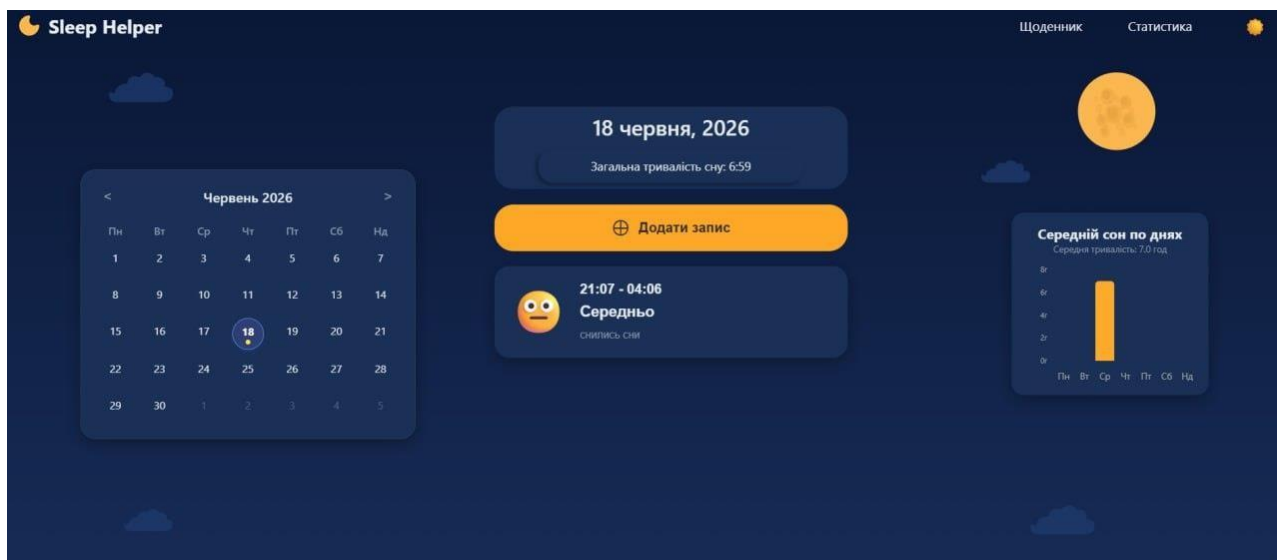 Sleep Helper
Щоденник
Статистика
18 червня, 2026
Загальна тривалість сну: 6:59
< Червень 2026 >
Пн Вт Ср Чт Пт Сб Нд
1 2 3 4 5 6 7
8 9 10 11 12 13 14
15 16 17 18 19 20 21
22 23 24 25 26 27 28
29 30 1 2 3 4 5
Додати запис
21:07 - 04:06
Середньо
снились сни
Середній сон по днях
Середня тривалість: 7.0 год
8г
6г
4г
2г
0г
Пн Вт Ср Чт Пт Сб Нд